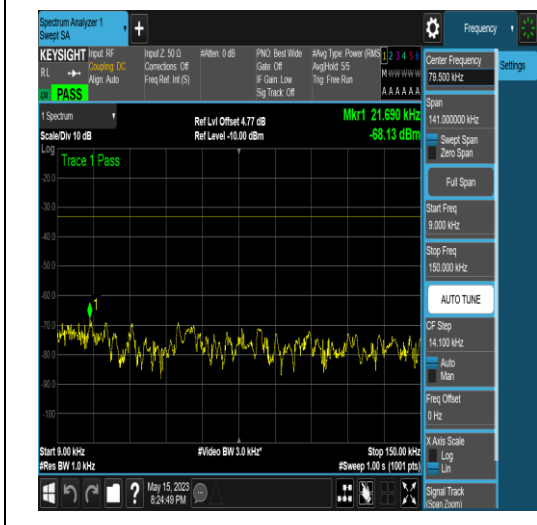 Spectrum Analyzer 1
Swept SA
+
Frequency
KEYSIGHT
RL
Input: RF
Coupling: DC
Align: Auto
Input Z: 50 Ω
Corrections: Off
Freq Ref: Int (S)
#Atten: 0 dB
PNO: Best Wide
Gate: Off
IF Gain: Low
Sig Track: Off
#Avg Type: Power (RMS
Avg|Hold: 5/5
Trig: Free Run
1 2 3 4 5 6
M W W W W W
A A A A A A
PASS
1 Spectrum
Ref Lvl Offset 4.77 dB
Mkr1 21.690 kHz
Scale/Div 10 dB
Ref Level -10.00 dBm
-68.13 dBm
Log
Trace 1 Pass
-20.0
-30.0
-40.0
-50.0
-60.0
1
-70.0
-80.0
-90.0
-100
Start 9.00 kHz
#Video BW 3.0 kHz*
Stop 150.00 kHz
#Res BW 1.0 kHz
#Sweep 1.00 s (1001 pts)
?
May 15, 2023
8:24:49 PM
Center Frequency
79.500 kHz
Settings
Span
141.000000 kHz
Swept Span
Zero Span
Full Span
Start Freq
9.000 kHz
Stop Freq
150.000 kHz
AUTO TUNE
CF Step
14.100 kHz
Auto
Man
Freq Offset
0 Hz
X Axis Scale
Log
Lin
Signal Track
(Span Zoom)